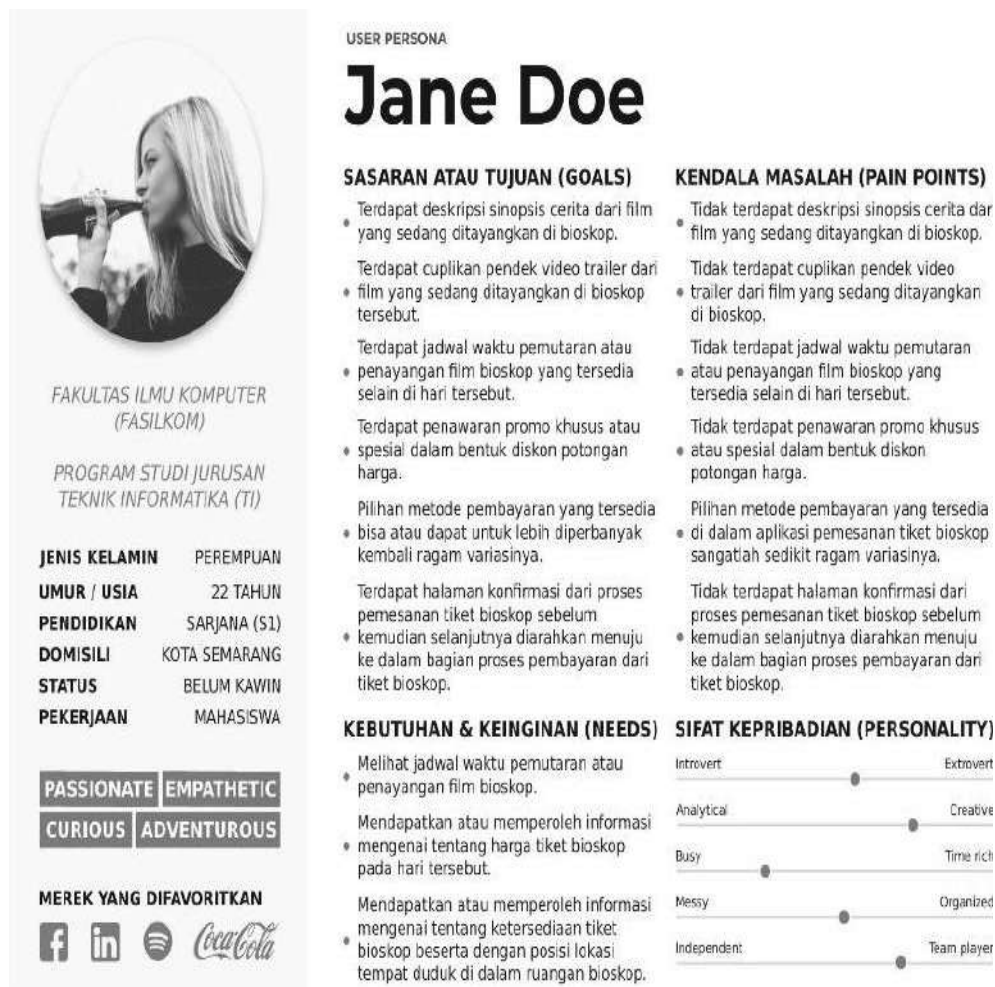 USER PERSONA
Jane Doe
FAKULTAS ILMU KOMPUTER
(FASILKOM)
PROGRAM STUDI JURUSAN
TEKNIK INFORMATIKA (TI)
JENIS KELAMIN PEREMPUAN
UMUR / USIA 22 TAHUN
PENDIDIKAN SARJANA (S1)
DOMISILI KOTA SEMARANG
STATUS BELUM KAWIN
PEKERJAAN MAHASISWA
PASSIONATE EMPATHETIC
CURIOUS ADVENTUROUS
MEREK YANG DIFAVORITKAN
f in Coca-Cola
SASARAN ATAU TUJUAN (GOALS)
Terdapat deskripsi sinopsis cerita dari film
yang sedang ditayangkan di bioskop.
Terdapat cuplikan pendek video trailer dari
film yang sedang ditayangkan di bioskop
tersebut.
Terdapat jadwal waktu pemutaran atau
penayangan film bioskop yang tersedia
selain di hari tersebut.
Terdapat penawaran promo khusus atau
spesial dalam bentuk diskon potongan
harga.
Pilihan metode pembayaran yang tersedia
bisa atau dapat untuk lebih diperbanyak
kembali ragam variasinya.
Terdapat halaman konfirmasi dari proses
pemesanan tiket bioskop sebelum
kemudian selanjutnya diarahkan menuju
ke dalam bagian proses pembayaran dari
tiket bioskop.
KENDALA MASALAH (PAIN POINTS)
Tidak terdapat deskripsi sinopsis cerita dar
film yang sedang ditayangkan di bioskop.
Tidak terdapat cuplikan pendek video
trailer dari film yang sedang ditayangkan
di bioskop.
Tidak terdapat jadwal waktu pemutaran
atau penayangan film bioskop yang
tersedia selain di hari tersebut.
Tidak terdapat penawaran promo khusus
atau spesial dalam bentuk diskon
potongan harga.
Pilihan metode pembayaran yang tersedia
di dalam aplikasi pemesanan tiket bioskop
sangatlah sedikit ragam variasinya.
Tidak terdapat halaman konfirmasi dari
proses pemesanan tiket bioskop sebelum
kemudian selanjutnya diarahkan menuju
ke dalam bagian proses pembayaran dari
tiket bioskop.
KEBUTUHAN & KEINGINAN (NEEDS)
Melihat jadwal waktu pemutaran atau
penayangan film bioskop.
Mendapatkan atau memperoleh informasi
mengenai tentang harga tiket bioskop
pada hari tersebut.
Mendapatkan atau memperoleh informasi
mengenai tentang ketersediaan tiket
bioskop beserta dengan posisi lokasi
tempat duduk di dalam ruangan bioskop.
SIFAT KEPRIBADIAN (PERSONALITY)
Introvert Extrovert
Analytical Creative
Busy Time rich
Messy Organized
Independent Team player